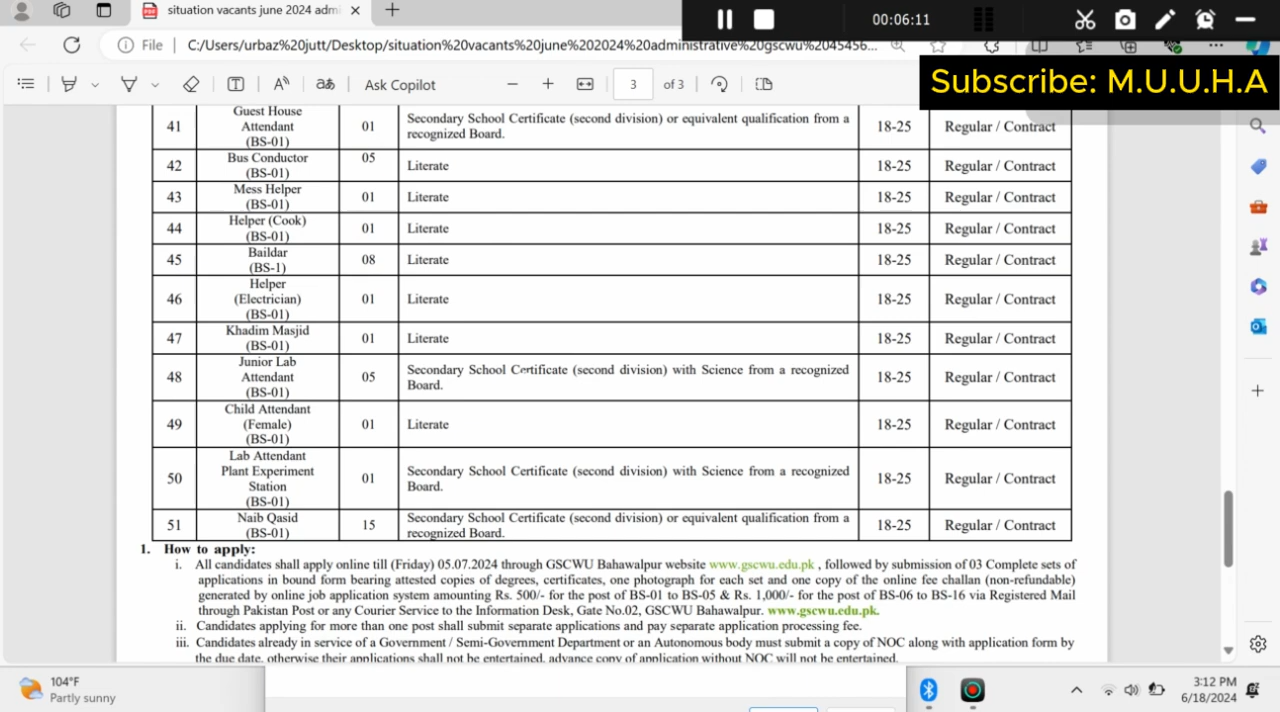 situation vacants june 2024 admi
00:06:11
File
C:/Users/urbaz%20jutt/Desktop/situation%20vacants%20june%202024%20administrative%20gscwu%2045456...
Subscribe: M.U.U.H.A
Ask Copilot
3
of 3
41
Guest House
Attendant
(BS-01)
01
Secondary School Certificate (second division) or equivalent qualification from a
recognized Board.
18-25
Regular / Contract
42
Bus Conductor
(BS-01)
05
Literate
18-25
Regular / Contract
43
Mess Helper
(BS-01)
01
Literate
18-25
Regular / Contract
44
Helper (Cook)
(BS-01)
01
Literate
18-25
Regular / Contract
45
Baildar
(BS-1)
08
Literate
18-25
Regular / Contract
46
Helper
(Electrician)
(BS-01)
01
Literate
18-25
Regular / Contract
47
Khadim Masjid
(BS-01)
01
Literate
18-25
Regular / Contract
48
Junior Lab
Attendant
(BS-01)
05
Secondary School Certificate (second division) with Science from a recognized
Board.
18-25
Regular / Contract
49
Child Attendant
(Female)
(BS-01)
01
Literate
18-25
Regular / Contract
50
Lab Attendant
Plant Experiment
Station
(BS-01)
01
Secondary School Certificate (second division) with Science from a recognized
Board.
18-25
Regular / Contract
51
Naib Qasid
(BS-01)
15
Secondary School Certificate (second division) or equivalent qualification from a
recognized Board.
18-25
Regular / Contract
1. How to apply:
i. All candidates shall apply online till (Friday) 05.07.2024 through GSCWU Bahawalpur website www.gscwu.edu.pk , followed by submission of 03 Complete sets of
applications in bound form bearing attested copies of degrees, certificates, one photograph for each set and one copy of the online fee challan (non-refundable)
generated by online job application system amounting Rs. 500/- for the post of BS-01 to BS-05 & Rs. 1,000/- for the post of BS-06 to BS-16 via Registered Mail
through Pakistan Post or any Courier Service to the Information Desk, Gate No.02, GSCWU Bahawalpur. www.gscwu.edu.pk.
ii. Candidates applying for more than one post shall submit separate applications and pay separate application processing fee.
iii. Candidates already in service of a Government / Semi-Government Department or an Autonomous body must submit a copy of NOC along with application form by
the due date, otherwise their applications shall not be entertained, advance copy of application without NOC will not be entertained.
104°F
Partly sunny
3:12 PM
6/18/2024